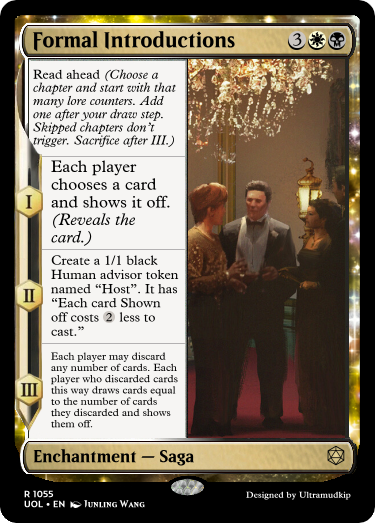 Formal Introductions 3
Read ahead (Choose a
chapter and start with that
many lore counters. Add
one after your draw step.
Skipped chapters don't
trigger. Sacrifice after III.)
I
Each player
chooses a card
and shows it off.
(Reveals the
card.)
II
Create a 1/1 black
Human advisor token
named “Host”. It has
“Each card Shown
off costs 2 less to
cast.”
III
Each player may discard
any number of cards. Each
player who discarded cards
this way draws cards equal
to the number of cards
they discarded and shows
them off.
Enchantment — Saga
R 1055
UOL • EN Junling Wang
Designed by Ultramudkip